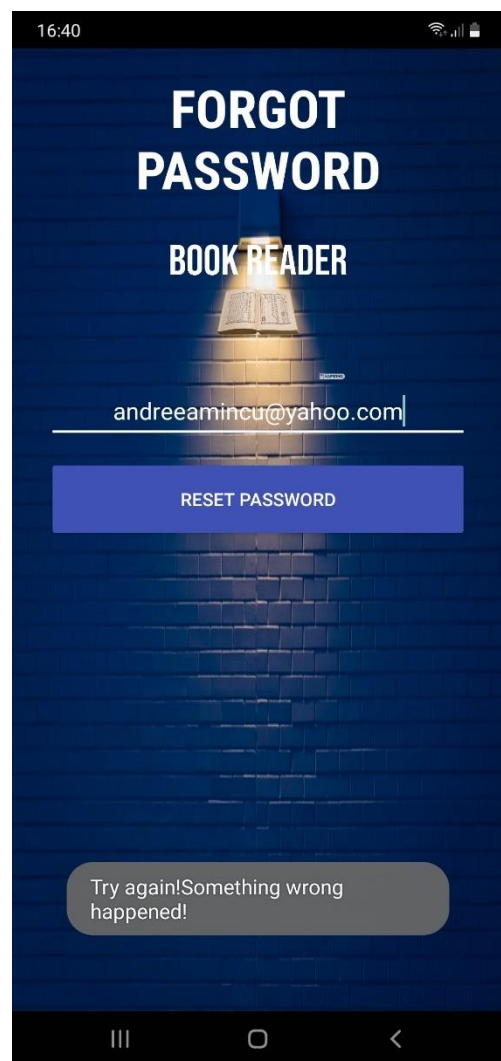 16:40
FORGOT
PASSWORD
BOOK READER
andreeamincu@yahoo.com
RESET PASSWORD
Try again!Something wrong
happened!